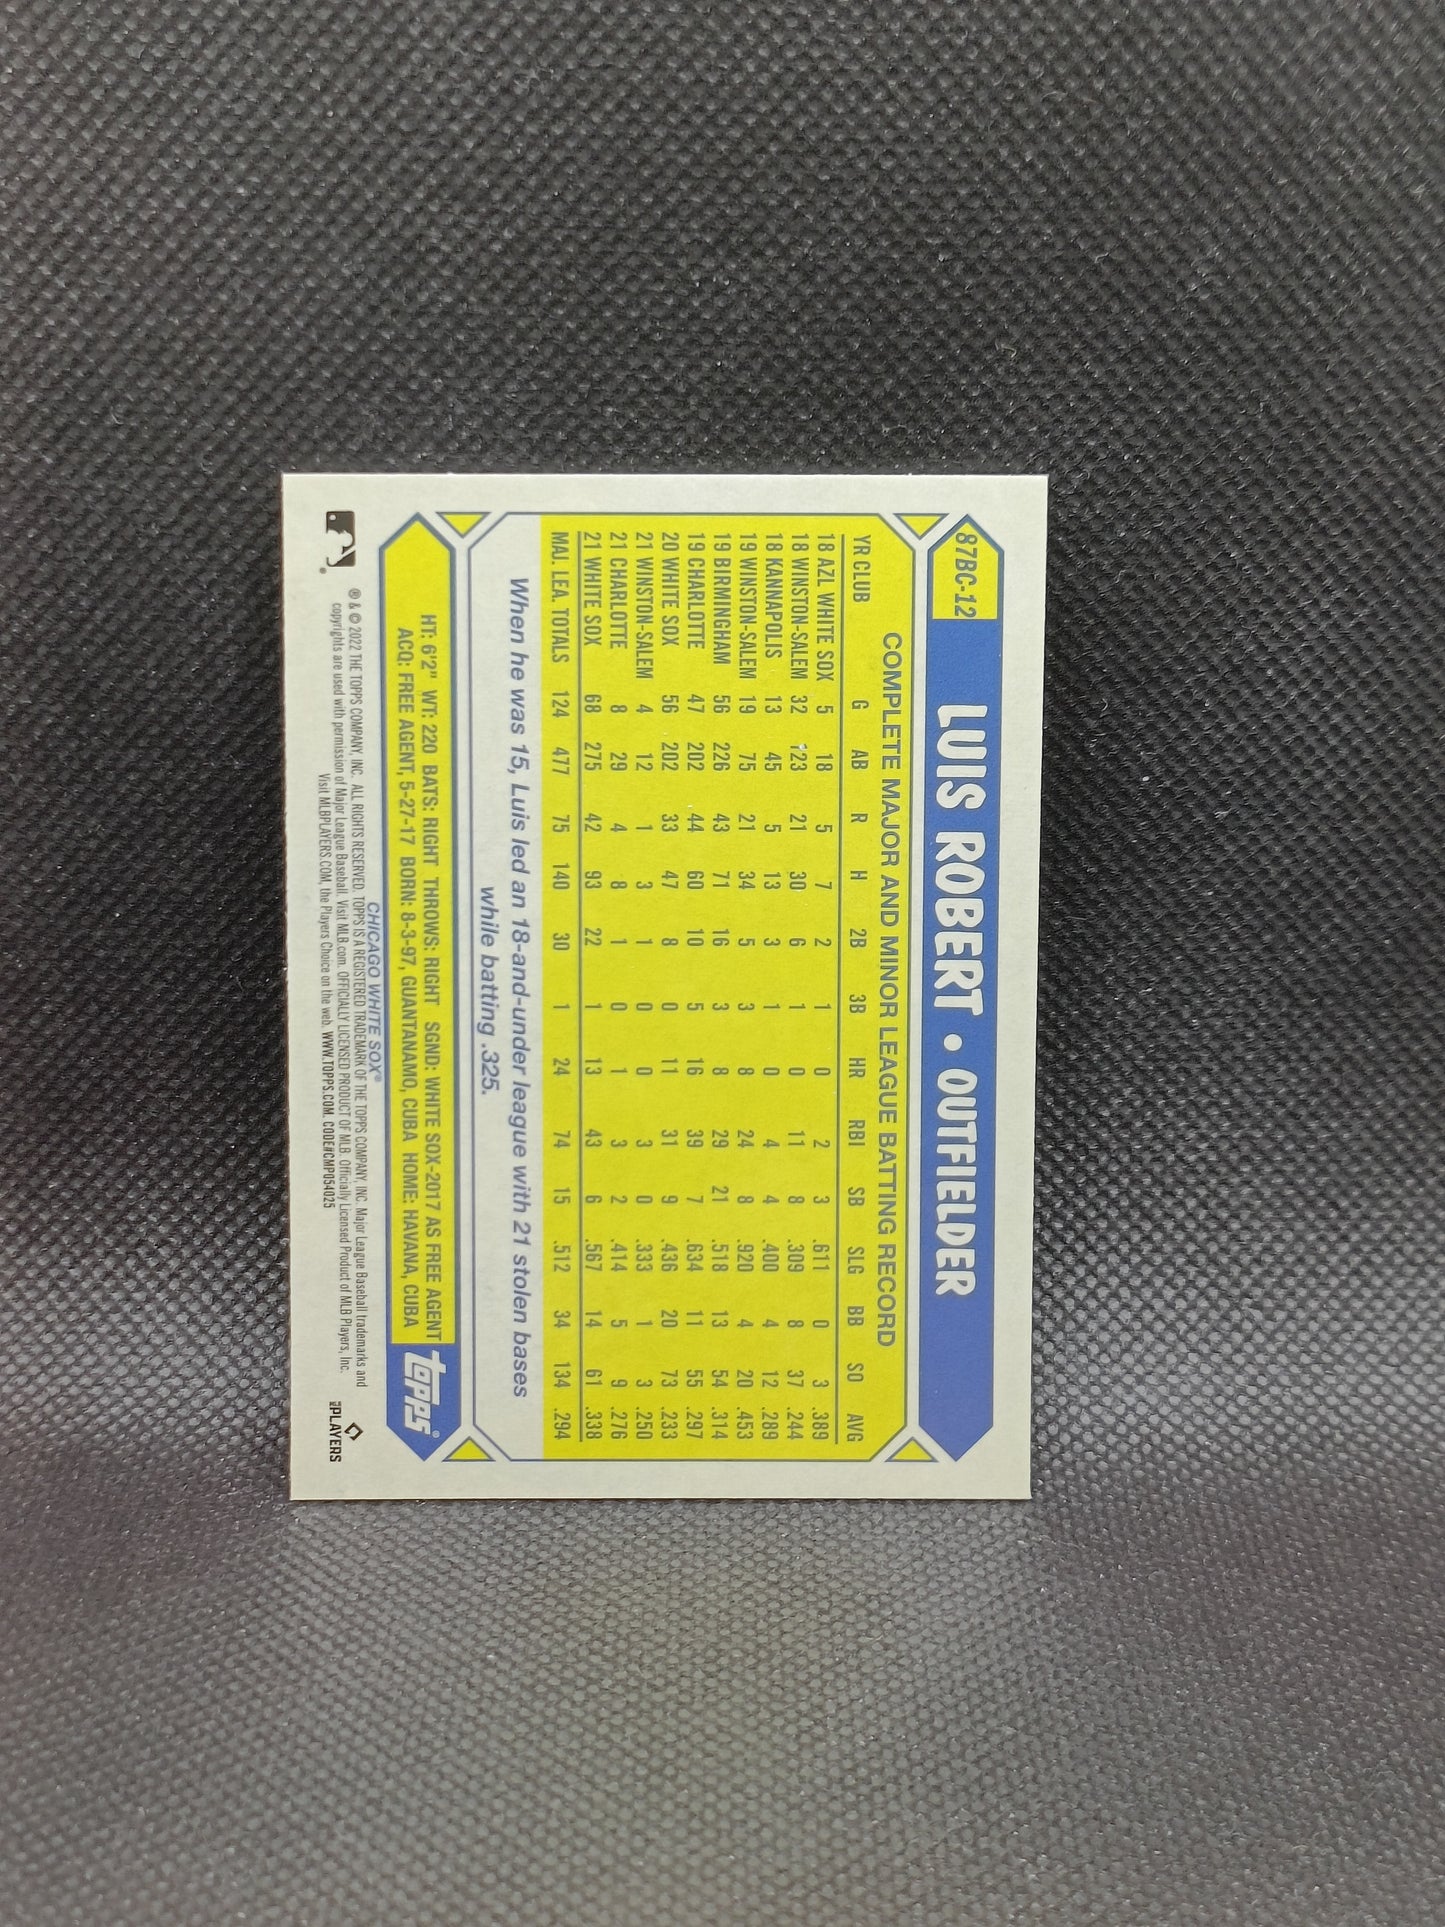 87BC-12 LUIS ROBERT • OUTFIELDER
COMPLETE MAJOR AND MINOR LEAGUE BATTING RECORD
YR CLUB G AB R H 2B 3B HR RBI SB SLG BB SO AVG
18 AZL WHITE SOX 5 18 5 7 2 1 0 2 3 .611 0 3 .389
18 WINSTON-SALEM 32 123 21 30 6 1 0 11 8 .309 8 37 .244
18 KANNAPOLIS 13 45 5 13 3 1 0 4 4 .400 4 12 .289
19 WINSTON-SALEM 19 75 21 34 5 3 8 24 8 .920 4 20 .453
19 BIRMINGHAM 56 226 43 71 16 3 8 29 21 .518 13 54 .314
19 CHARLOTTE 47 202 44 60 10 5 16 39 7 .634 11 55 .297
20 WHITE SOX 56 202 33 47 8 0 11 31 9 .436 20 73 .233
21 WINSTON-SALEM 4 12 1 3 1 0 0 3 0 .333 1 3 .250
21 CHARLOTTE 8 29 4 8 1 0 1 3 2 .414 5 9 .276
21 WHITE SOX 68 275 42 93 22 1 13 43 6 .567 14 61 .338
MAJ. LEA. TOTALS 124 477 75 140 30 1 24 74 15 .512 34 134 .294
When he was 15, Luis led an 18-and-under league with 21 stolen bases
while batting .325.
HT: 6'2" WT: 220 BATS: RIGHT THROWS: RIGHT SGND: WHITE SOX-2017 AS FREE AGENT
ACQ: FREE AGENT, 5-27-17 BORN: 8-3-97, GUANTANAMO, CUBA HOME: HAVANA, CUBA
topps®
CHICAGO WHITE SOX®
® & © 2022 THE TOPPS COMPANY, INC. ALL RIGHTS RESERVED. TOPPS IS A REGISTERED TRADEMARK OF THE TOPPS COMPANY, INC. Major League Baseball trademarks and
copyrights are used with permission of Major League Baseball. Visit MLB.com. OFFICIALLY LICENSED PRODUCT OF MLB. Officially Licensed Product of MLB Players, Inc.
Visit MLBPLAYERS.COM, the Players Choice on the web. WWW.TOPPS.COM. CODE#CMP054025
MLB PLAYERS